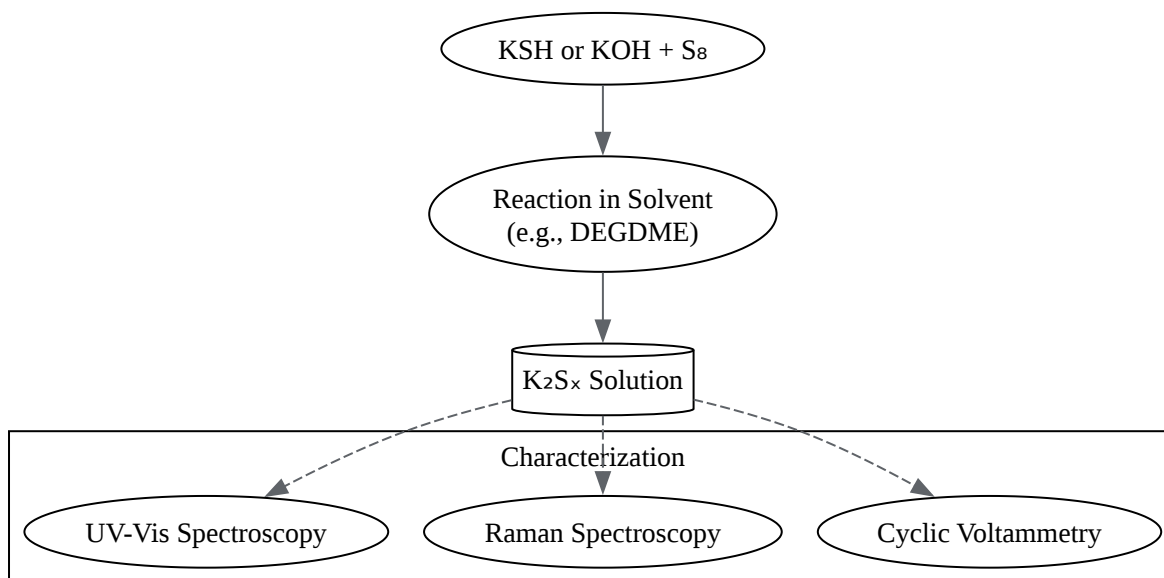 KSH or KOH + S₈
Reaction in Solvent
(e.g., DEGDME)
K₂Sₓ Solution
Characterization
UV-Vis Spectroscopy
Raman Spectroscopy
Cyclic Voltammetry